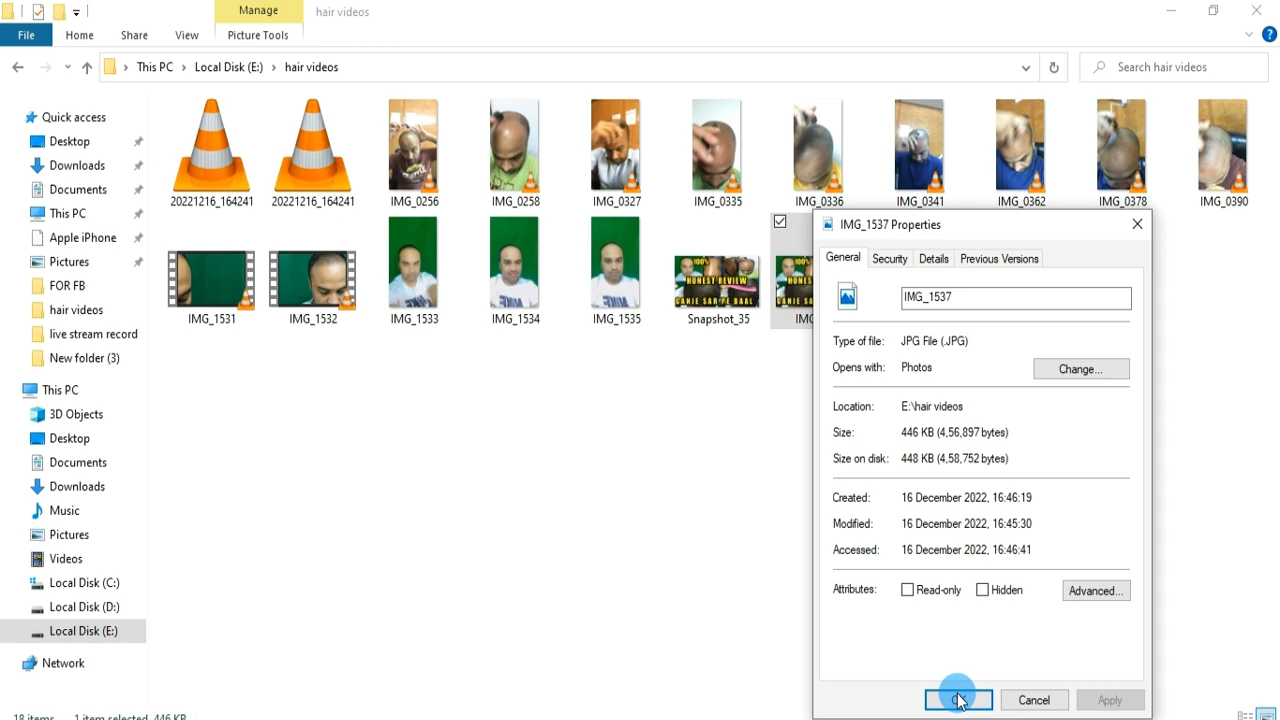 Manage
hair videos
File
Home
Share
View
Picture Tools
This PC
Local Disk (E:)
hair videos
Search hair videos
Quick access
Desktop
Downloads
Documents
This PC
Apple iPhone
Pictures
FOR FB
hair videos
live stream record
New folder (3)
This PC
3D Objects
Desktop
Documents
Downloads
Music
Pictures
Videos
Local Disk (C:)
Local Disk (D:)
Local Disk (E:)
Network
20221216_164241
20221216_164241
IMG_0256
IMG_0258
IMG_0327
IMG_0335
IMG_0336
IMG_0341
IMG_0362
IMG_0378
IMG_0390
IMG_1531
IMG_1532
IMG_1533
IMG_1534
IMG_1535
100%
HONEST REVIEW
GANJE SAR PE BAAL
Snapshot_35
100%
IMG_1537 Properties
General
Security
Details
Previous Versions
IMG_1537
Type of file: JPG File (.JPG)
Opens with: Photos
Change...
Location: E:\hair videos
Size: 446 KB (4,56,897 bytes)
Size on disk: 448 KB (4,58,752 bytes)
Created: 16 December 2022, 16:46:19
Modified: 16 December 2022, 16:45:30
Accessed: 16 December 2022, 16:46:41
Attributes: Read-only Hidden
Advanced...
Cancel
Apply
18 items 1 item selected 446 KB